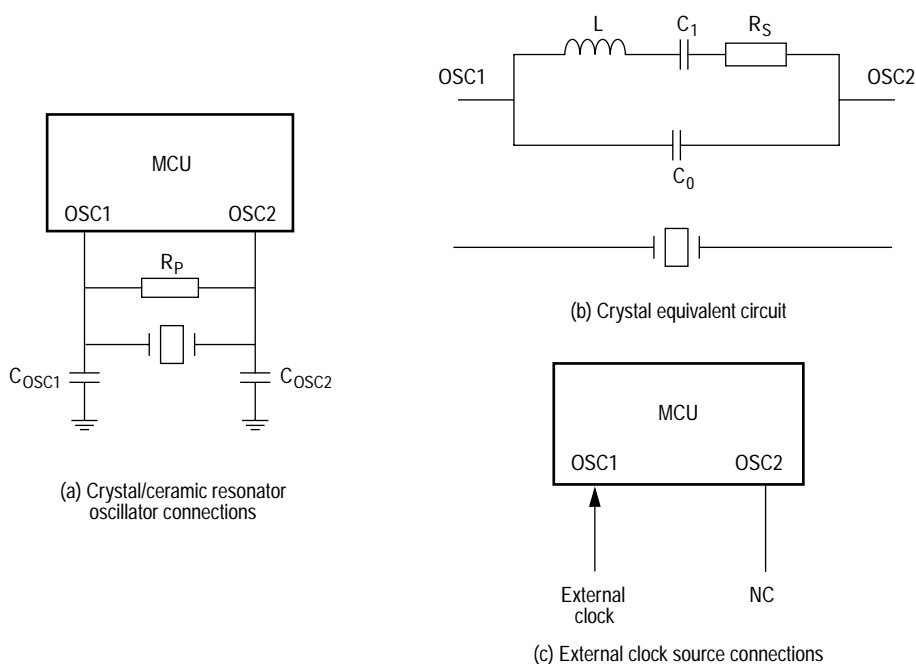 MCU
OSC1 OSC2
R_P
C_OSC1 C_OSC2
(a) Crystal/ceramic resonator
oscillator connections
L C_1 R_S
OSC1 OSC2
C_0
(b) Crystal equivalent circuit
MCU
OSC1 OSC2
External
clock
NC
(c) External clock source connections